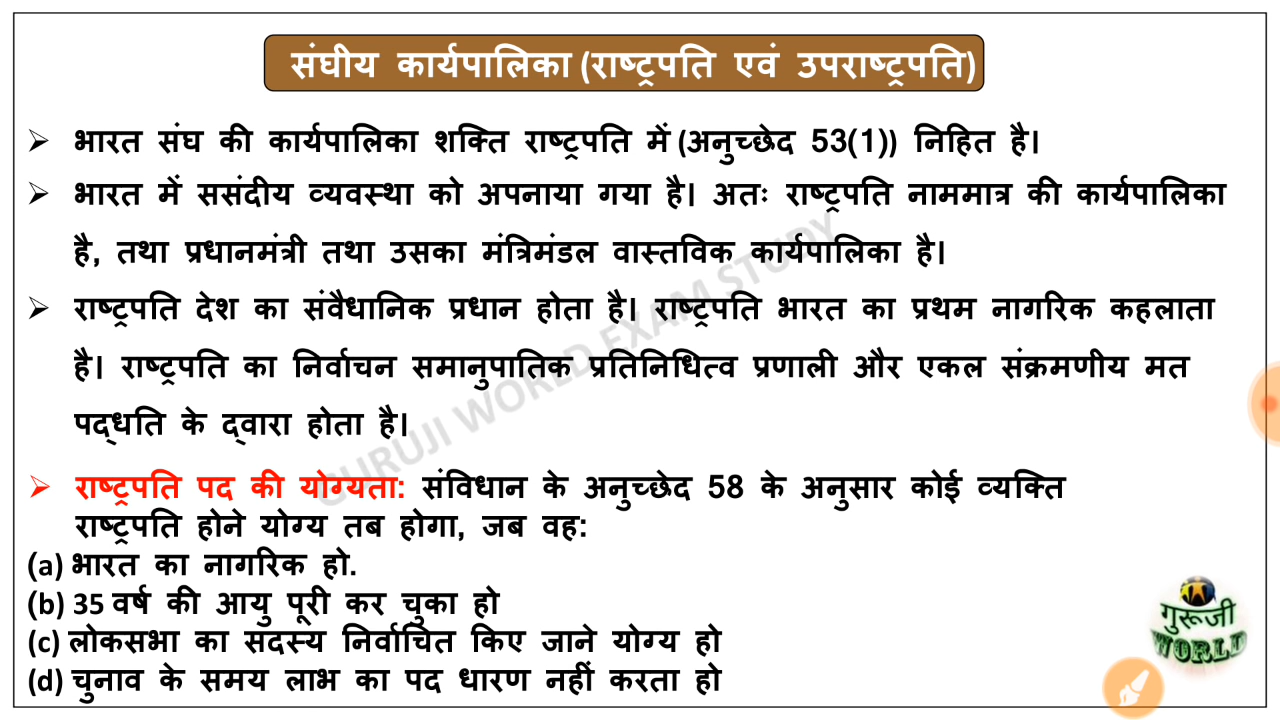 संघीय कार्यपालिका (राष्ट्रपति एवं उपराष्ट्रपति)
➢ भारत संघ की कार्यपालिका शक्ति राष्ट्रपति में (अनुच्छेद 53(1)) निहित है।
➢ भारत में ससंदीय व्यवस्था को अपनाया गया है। अतः राष्ट्रपति नाममात्र की कार्यपालिका
है, तथा प्रधानमंत्री तथा उसका मंत्रिमंडल वास्तविक कार्यपालिका है।
➢ राष्ट्रपति देश का संवैधानिक प्रधान होता है। राष्ट्रपति भारत का प्रथम नागरिक कहलाता
है। राष्ट्रपति का निर्वाचन समानुपातिक प्रतिनिधित्व प्रणाली और एकल संक्रमणीय मत
पद्धति के द्वारा होता है।
➢ राष्ट्रपति पद की योग्यता: संविधान के अनुच्छेद 58 के अनुसार कोई व्यक्ति
राष्ट्रपति होने योग्य तब होगा, जब वह:
(a) भारत का नागरिक हो.
(b) 35 वर्ष की आयु पूरी कर चुका हो
(c) लोकसभा का सदस्य निर्वाचित किए जाने योग्य हो
(d) चुनाव के समय लाभ का पद धारण नहीं करता हो
GURUJI WORLD EXAM STUDY
गुरूजी
WORLD